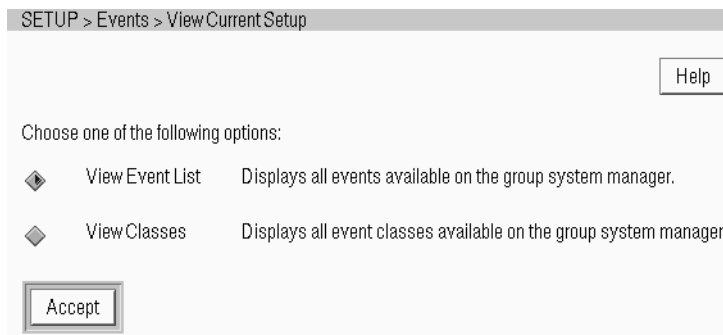 SETUP > Events > View Current Setup
Help
Choose one of the following options:
View Event List Displays all events available on the group system manager.
View Classes Displays all event classes available on the group system manager
Accept